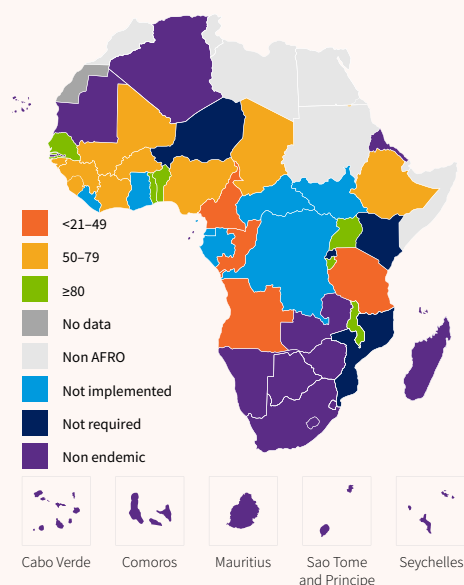 <21–49
50–79
≥80
No data
Non AFRO
Not implemented
Not required
Non endemic
Cabo Verde
Comoros
Mauritius
Sao Tome
and Principe
Seychelles